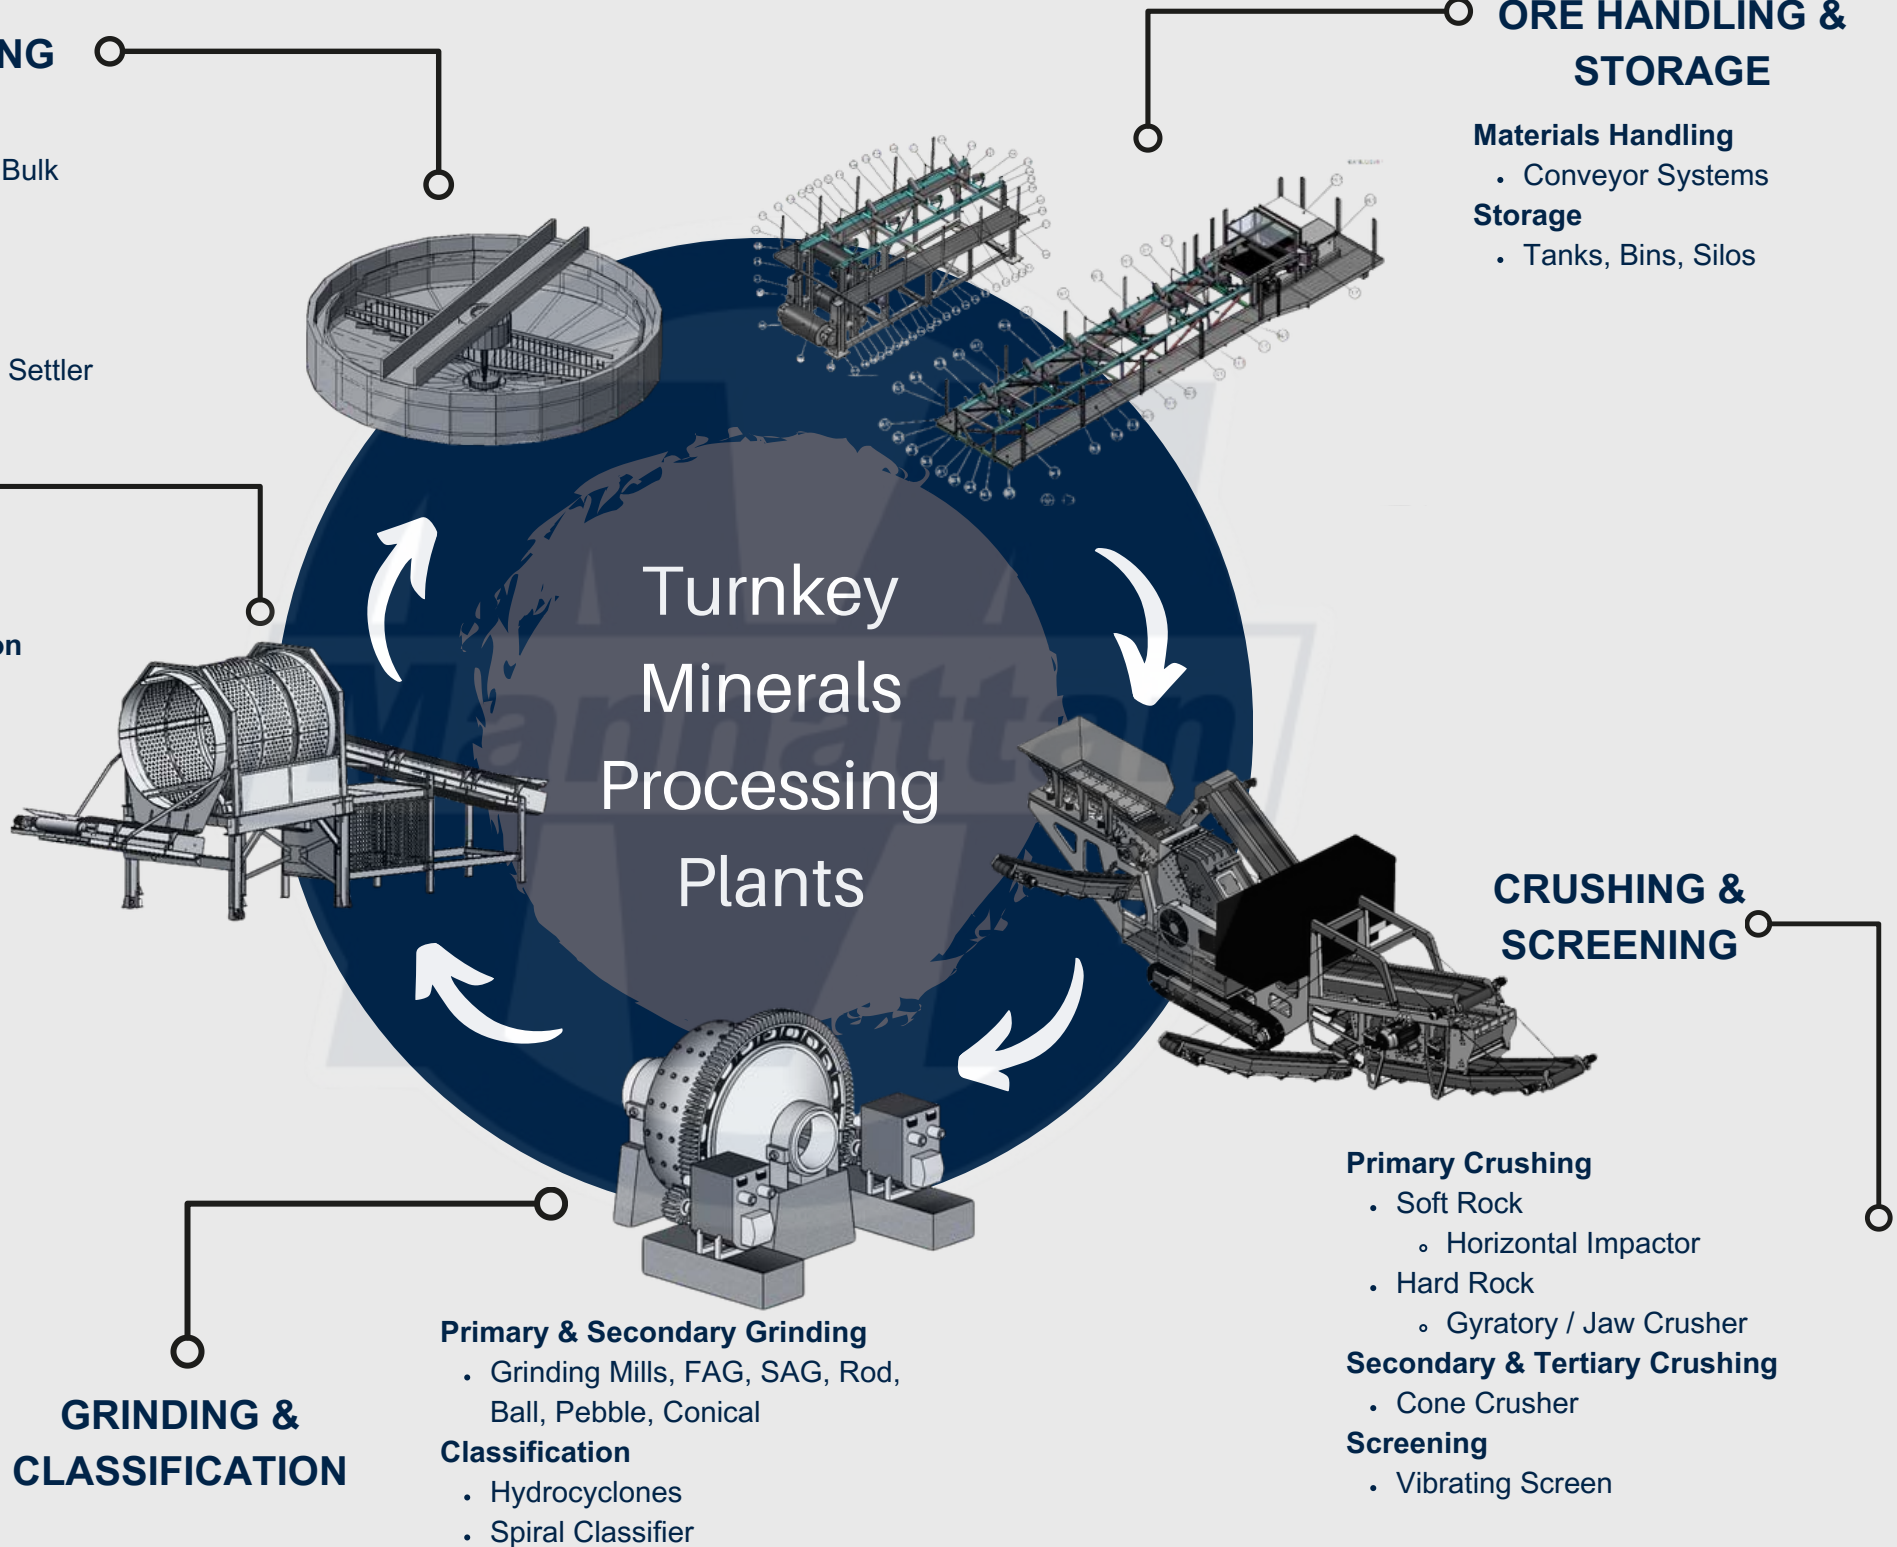 NG
Bulk
Settler
on
ORE HANDLING &
STORAGE
Materials Handling
• Conveyor Systems
Storage
• Tanks, Bins, Silos
Turnkey
Minerals
Processing
Plants
Manhattan
CRUSHING &
SCREENING
Primary Crushing
• Soft Rock
∘ Horizontal Impactor
• Hard Rock
∘ Gyratory / Jaw Crusher
Secondary & Tertiary Crushing
• Cone Crusher
Screening
• Vibrating Screen
GRINDING &
CLASSIFICATION
Primary & Secondary Grinding
• Grinding Mills, FAG, SAG, Rod,
Ball, Pebble, Conical
Classification
• Hydrocyclones
• Spiral Classifier